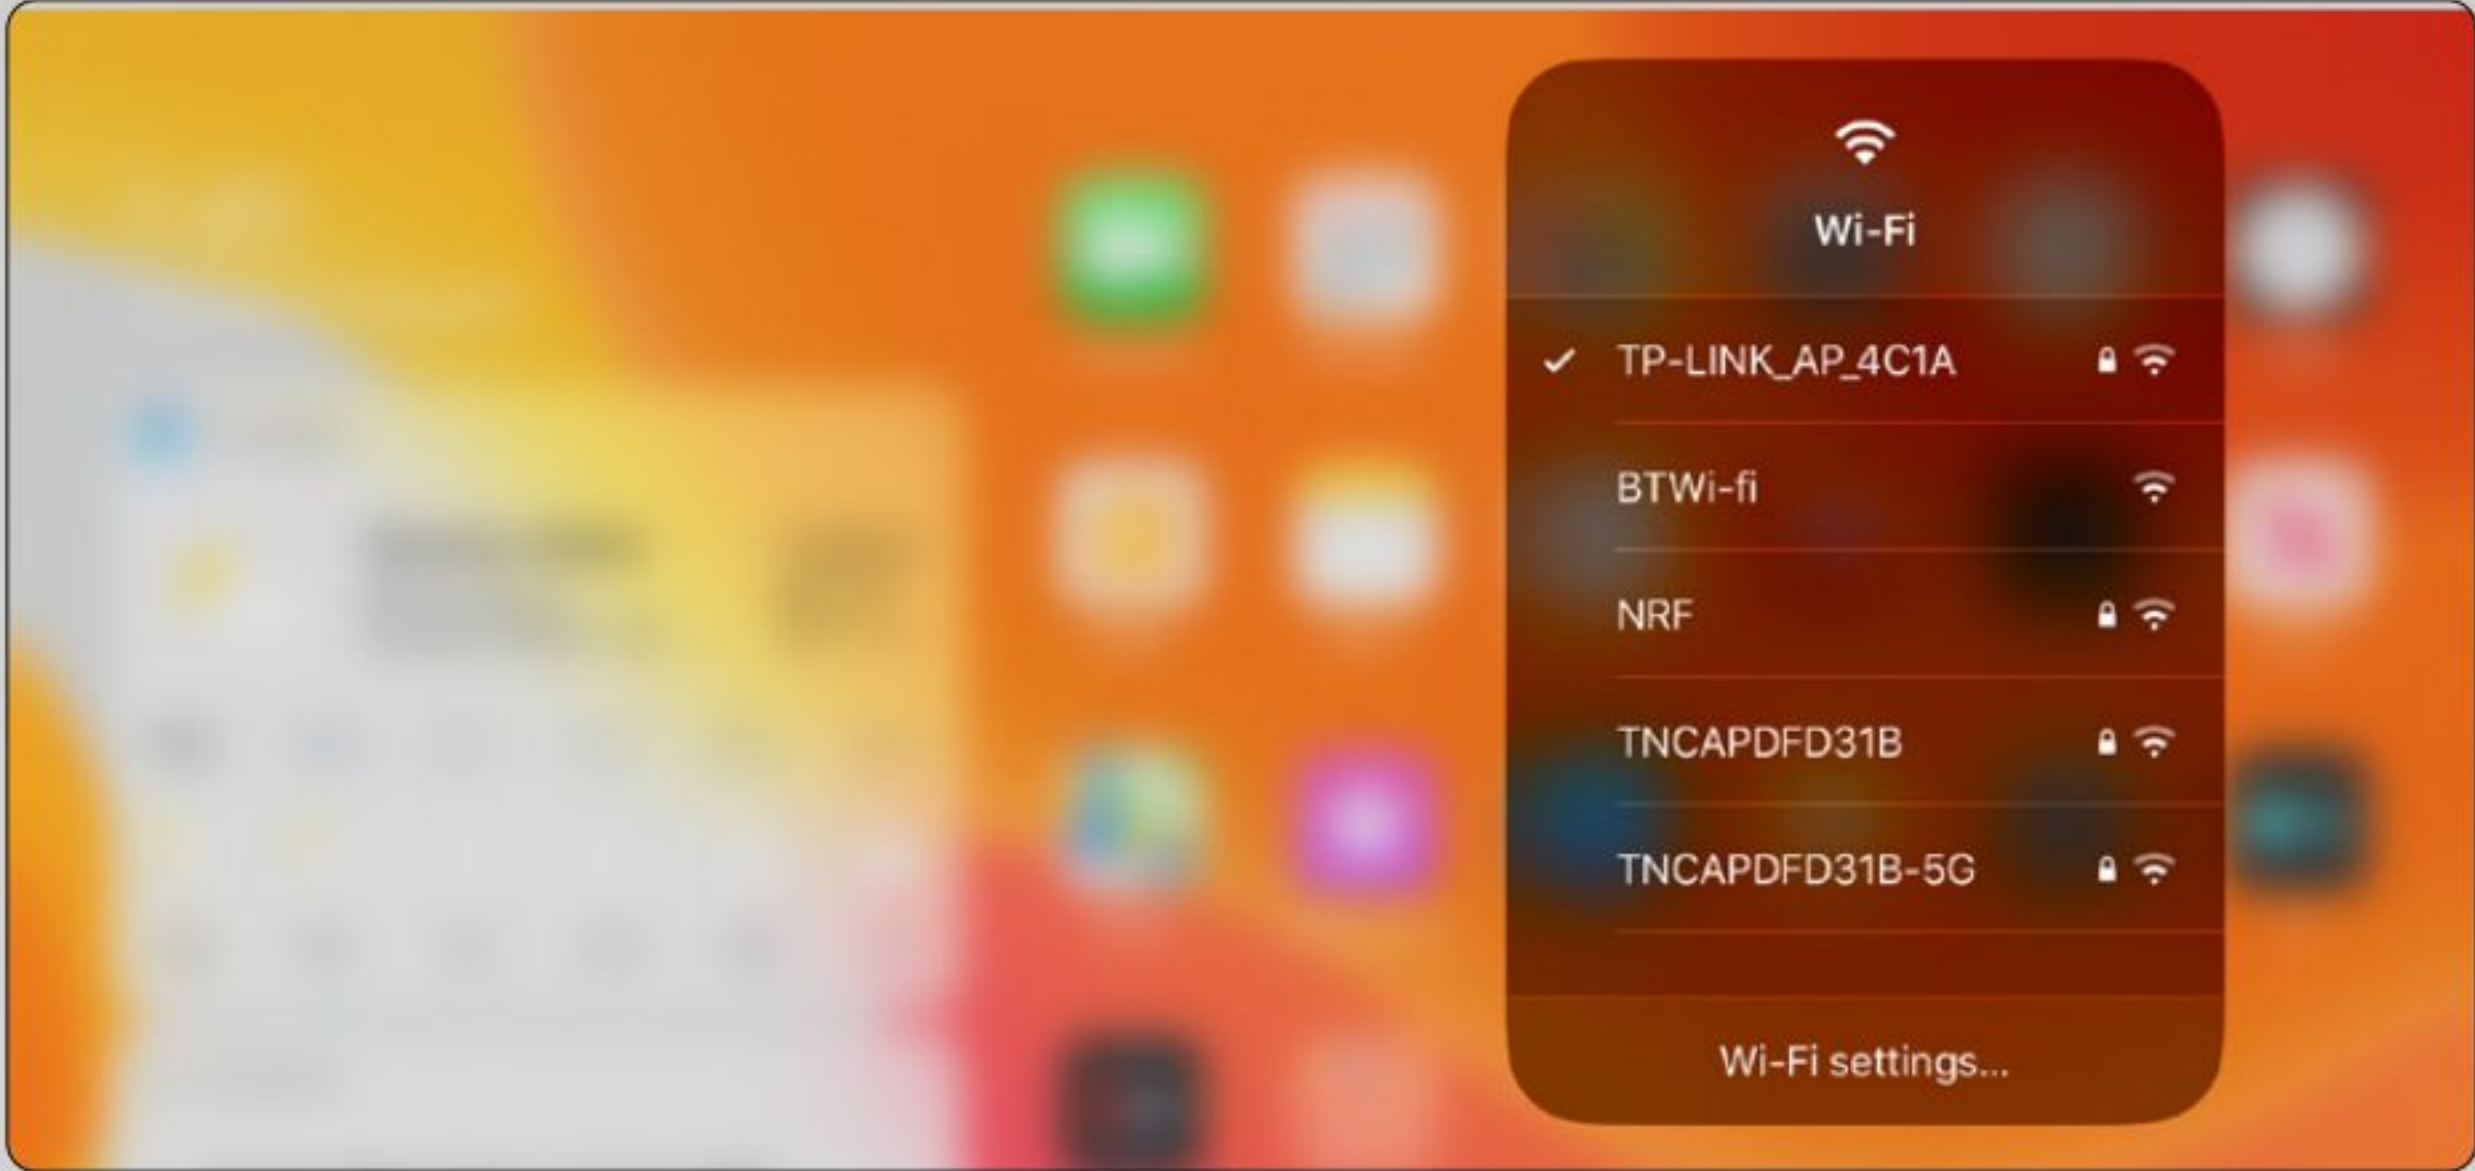 Wi-Fi
TP-LINK_AP_4C1A
BTWi-fi
NRF
TNCAPDFD31B
TNCAPDFD31B-5G
Wi-Fi settings...